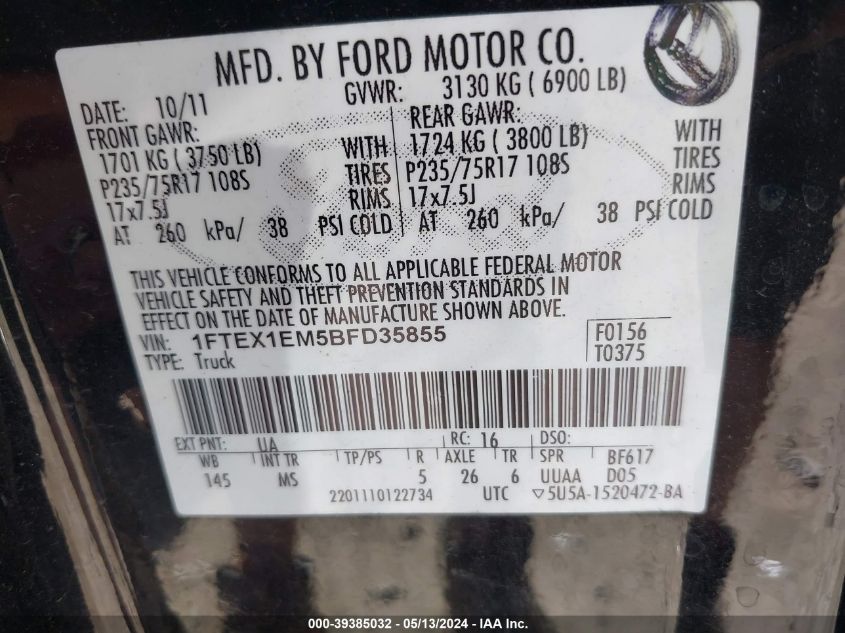 MFD. BY FORD MOTOR CO.
DATE: 10/11 GVWR: 3130 KG ( 6900 LB)
FRONT GAWR: REAR GAWR:
1701 KG ( 3750 LB) WITH 1724 KG ( 3800 LB) WITH
P235/75R17 108S TIRES P235/75R17 108S TIRES
17x7.5J RIMS 17x7.5J RIMS
AT 260 kPa/ 38 PSI COLD AT 260 kPa/ 38 PSI COLD
THIS VEHICLE CONFORMS TO ALL APPLICABLE FEDERAL MOTOR
VEHICLE SAFETY AND THEFT PREVENTION STANDARDS IN
EFFECT ON THE DATE OF MANUFACTURE SHOWN ABOVE.
VIN: 1FTEX1EM5BFD35855 F0156
TYPE: Truck T0375
EXT PNT: UA RC: 16 DSO:
WB INT TR TP/PS R AXLE TR SPR BF617
145 MS 5 26 6 UUAA D05
2201110122734 UTC ▽5U5A-1520472-BA
000-39385032 - 05/13/2024 - IAA Inc.